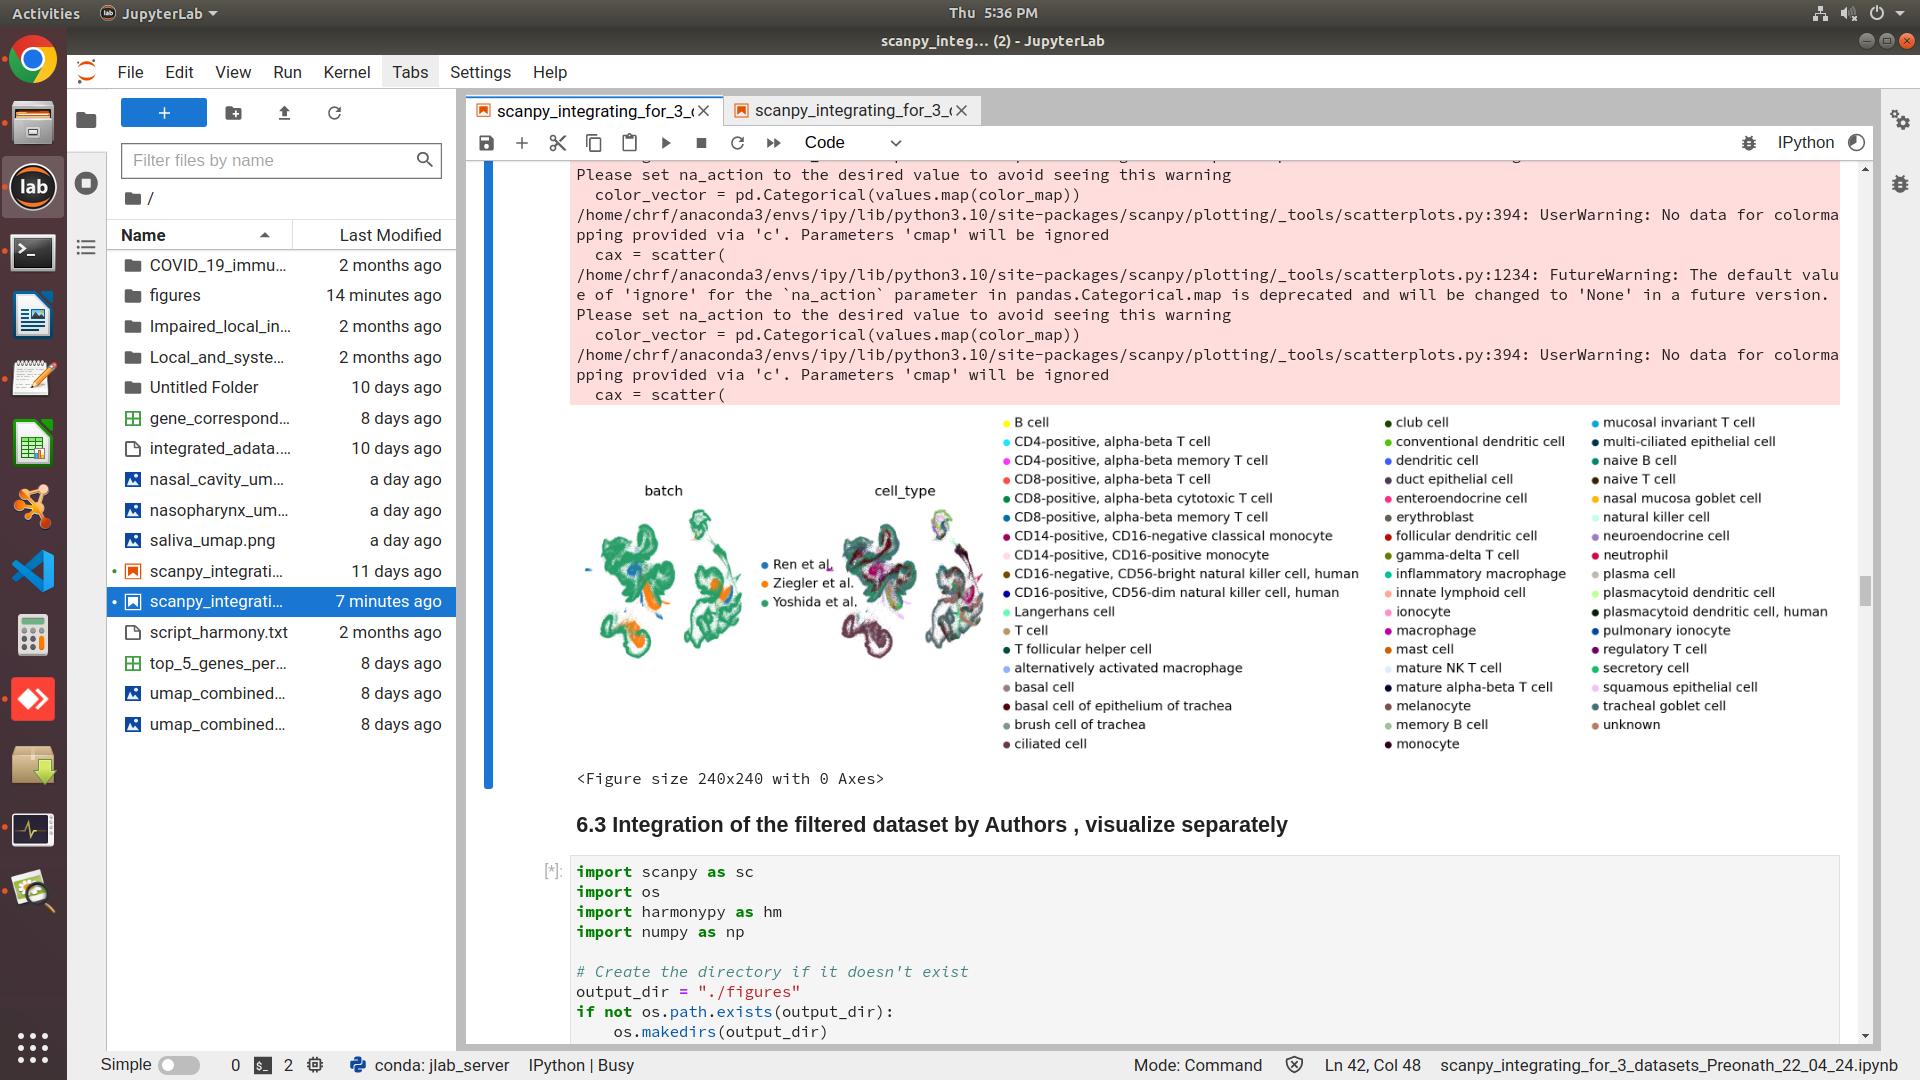 Activities
JupyterLab
Thu 5:36 PM
scanpy_integ… (2) - JupyterLab
File Edit View Run Kernel Tabs Settings Help
scanpy_integrating_for_3_
scanpy_integrating_for_3_
Filter files by name
Code
IPython
/
Name Last Modified
COVID_19_immu… 2 months ago
figures 14 minutes ago
Impaired_local_in… 2 months ago
Local_and_syste… 2 months ago
Untitled Folder 10 days ago
gene_correspond… 8 days ago
integrated_adata.… 10 days ago
nasal_cavity_um… a day ago
nasopharynx_um… a day ago
saliva_umap.png a day ago
scanpy_integrati… 11 days ago
scanpy_integrati… 7 minutes ago
script_harmony.txt 2 months ago
top_5_genes_per… 8 days ago
umap_combined… 8 days ago
umap_combined… 8 days ago
Please set na_action to the desired value to avoid seeing this warning
color_vector = pd.Categorical(values.map(color_map))
/home/chrf/anaconda3/envs/ipy/lib/python3.10/site-packages/scanpy/plotting/_tools/scatterplots.py:394: UserWarning: No data for colorma
pping provided via 'c'. Parameters 'cmap' will be ignored
cax = scatter(
/home/chrf/anaconda3/envs/ipy/lib/python3.10/site-packages/scanpy/plotting/_tools/scatterplots.py:1234: FutureWarning: The default valu
e of 'ignore' for the `na_action` parameter in pandas.Categorical.map is deprecated and will be changed to 'None' in a future version.
Please set na_action to the desired value to avoid seeing this warning
color_vector = pd.Categorical(values.map(color_map))
/home/chrf/anaconda3/envs/ipy/lib/python3.10/site-packages/scanpy/plotting/_tools/scatterplots.py:394: UserWarning: No data for colorma
pping provided via 'c'. Parameters 'cmap' will be ignored
cax = scatter(
batch
Ren et al.
Ziegler et al.
Yoshida et al.
cell_type
B cell
CD4-positive, alpha-beta T cell
CD4-positive, alpha-beta memory T cell
CD8-positive, alpha-beta T cell
CD8-positive, alpha-beta cytotoxic T cell
CD8-positive, alpha-beta memory T cell
CD14-positive, CD16-negative classical monocyte
CD14-positive, CD16-positive monocyte
CD16-negative, CD56-bright natural killer cell, human
CD16-positive, CD56-dim natural killer cell, human
Langerhans cell
T cell
T follicular helper cell
alternatively activated macrophage
basal cell
basal cell of epithelium of trachea
brush cell of trachea
ciliated cell
club cell
conventional dendritic cell
dendritic cell
duct epithelial cell
enteroendocrine cell
erythroblast
follicular dendritic cell
gamma-delta T cell
inflammatory macrophage
innate lymphoid cell
ionocyte
macrophage
mast cell
mature NK T cell
mature alpha-beta T cell
melanocyte
memory B cell
monocyte
mucosal invariant T cell
multi-ciliated epithelial cell
naive B cell
naive T cell
nasal mucosa goblet cell
natural killer cell
neuroendocrine cell
neutrophil
plasma cell
plasmacytoid dendritic cell
plasmacytoid dendritic cell, human
pulmonary ionocyte
regulatory T cell
secretory cell
squamous epithelial cell
tracheal goblet cell
unknown
<Figure size 240x240 with 0 Axes>
6.3 Integration of the filtered dataset by Authors , visualize separately
[*]:
import scanpy as sc
import os
import harmonypy as hm
import numpy as np
# Create the directory if it doesn't exist
output_dir = "./figures"
if not os.path.exists(output_dir):
os.makedirs(output_dir)
lab
Simple 0 2 conda: jlab_server IPython | Busy Mode: Command Ln 42, Col 48 scanpy_integrating_for_3_datasets_Preonath_22_04_24.ipynb